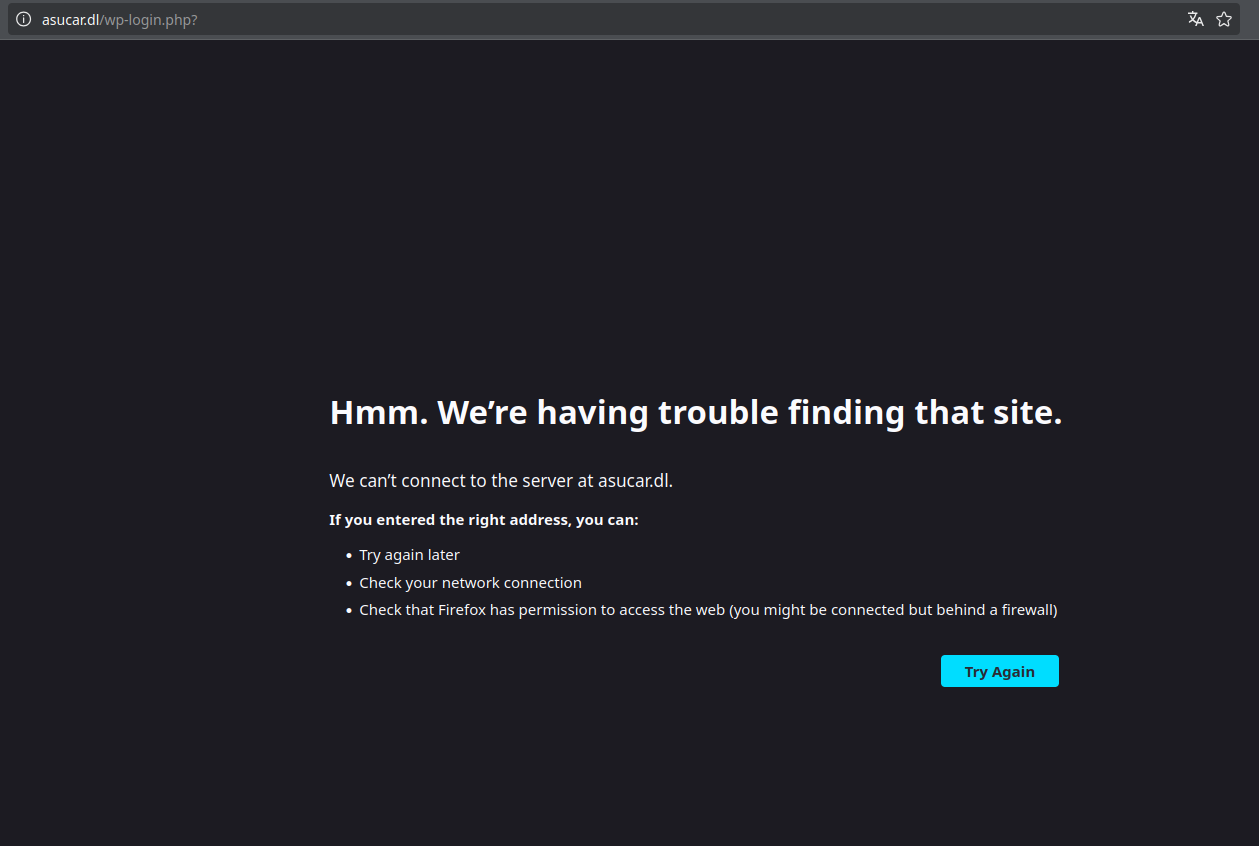 asucar.dl/wp-login.php?
Hmm. We’re having trouble finding that site.
We can’t connect to the server at asucar.dl.
If you entered the right address, you can:
• Try again later
• Check your network connection
• Check that Firefox has permission to access the web (you might be connected but behind a firewall)
Try Again